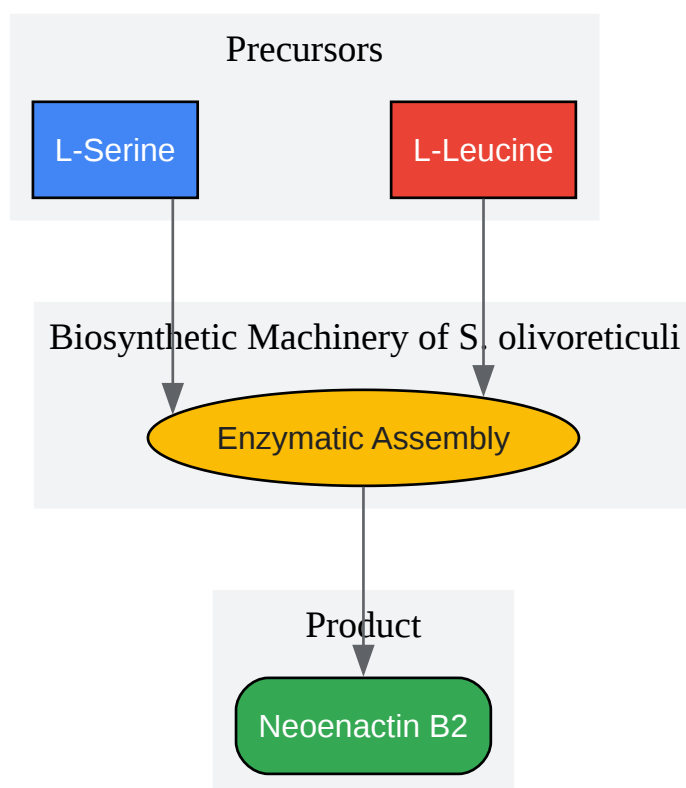 Precursors
L-Serine
L-Leucine
Biosynthetic Machinery of S. olivoreticuli
Enzymatic Assembly
Product
Neoenactin B2